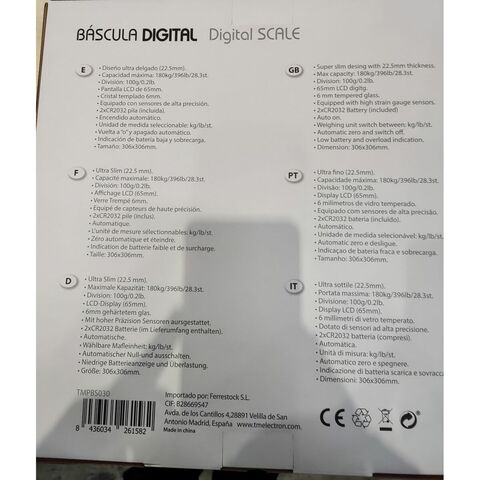 BÁSCULA DIGITAL Digital SCALE
E
• Diseño ultra delgado (22.5mm).
• Capacidad máxima: 180kg/396lb/28.3st.
• División: 100g/0.2lb.
• Pantalla LCD de 65mm.
• Cristal templado 6mm.
• Equipado con sensores de alta precisión.
• 2xCR2032 pila (incluida).
• Encendido automático.
• Unidad de medida seleccionable: kg/lb/st.
• Vuelta a "o" y apagado automático.
• Indicación de batería baja y sobrecarga.
• Tamaño: 306x306mm.
GB
• Super slim desing with 22.5mm thickness.
• Max capacity: 180kg/396lb/28.3st.
• Division: 100g/0.2lb.
• 65mm LCD digitg.
• 6 mm tempered glass.
• Equipped with high strain gauge sensors.
• 2xCR2032 Battery (included)
• Auto on.
• Weighing unit switch between: kg/lb/st.
• Automatic zero and switch off.
• Low battery and overload indication.
• Dimension: 306x306mm.
F
• Ultra Slim (22.5 mm).
• Capacité maximale: 180kg/396lb/28.3st.
• División: 100g/0.2lb.
• Affichage LCD (65mm).
• Verre Trempé 6mm.
• Equipé de capteurs de haute précision.
• 2xCR2032 pile (inclus).
• Automatique.
• L'unité de mesure sélectionnables: kg/lb/st.
• Zéro automatique et éteindre.
• Indication de batterie faible et de surcharge.
• Taille: 306x306mm.
PT
• Ultra fino (22.5mm).
• Capacidade máxima: 180kg/396lb/28.3st.
• Divisão: 100g/0.2lb.
• Display LCD (65mm).
• 6 milímetros de vidro temperado.
• Equipado com sensores de alta precisão.
• 2xCR2032 bateria (incluido).
• Automático.
• Unidade de medida selecionável: kg/lb/st.
• Automatic zero e desligue.
• Indicaçao de bateria fraca e sobrecarga.
• Tamanho: 306x306mm.
D
• Ultra Slim (22.5mm).
• Maximale Kapazität: 180kg/396lb/28.3st.
• Division: 100g/0.2lb.
• LCD-Display (65mm).
• 6mm gehärtetem glas.
• Mit hoher Präzision Sensoren ausgestattet.
• 2xCR2032 Batterie (im Lieferumfang enthalten).
• Automatische.
• Wählbare Maßeinheit: kg/lb/st.
• Automatischer Null-und ausschalten.
• Niedrige Batterieanzeige und Überlastung.
• Größe: 306x306mm.
IT
• Ultra sottile (22.5mm).
• Portata massima: 180kg/396lb/28.3st.
• Divisione: 100g/0.2lb.
• Display LCD (65mm).
• 6 milimetri di vetro temperato.
• Dotato di sensori ad alta precisione.
• 2xCR2032 batteria (compresi).
• Automatico.
• Unità di misura: kg/lb/st.
• Automatico zero e spegnere.
• Indicazione di batteria scarica e sovracca
• Dimensioni: 306x306mm.
TMPBS030
8 436034 261582
Importado por: Ferrestock S.L.
CIF: B28669547
Avda. de los Cantillos 4,28891 Velilla de San
Antonio Madrid, España www.tmelectron.com
Made in china
CE